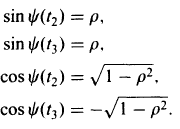 sin ψ(t₂) = ρ,
sin ψ(t₃) = ρ,
cos ψ(t₂) = √(1 − ρ²),
cos ψ(t₃) = −√(1 − ρ²).